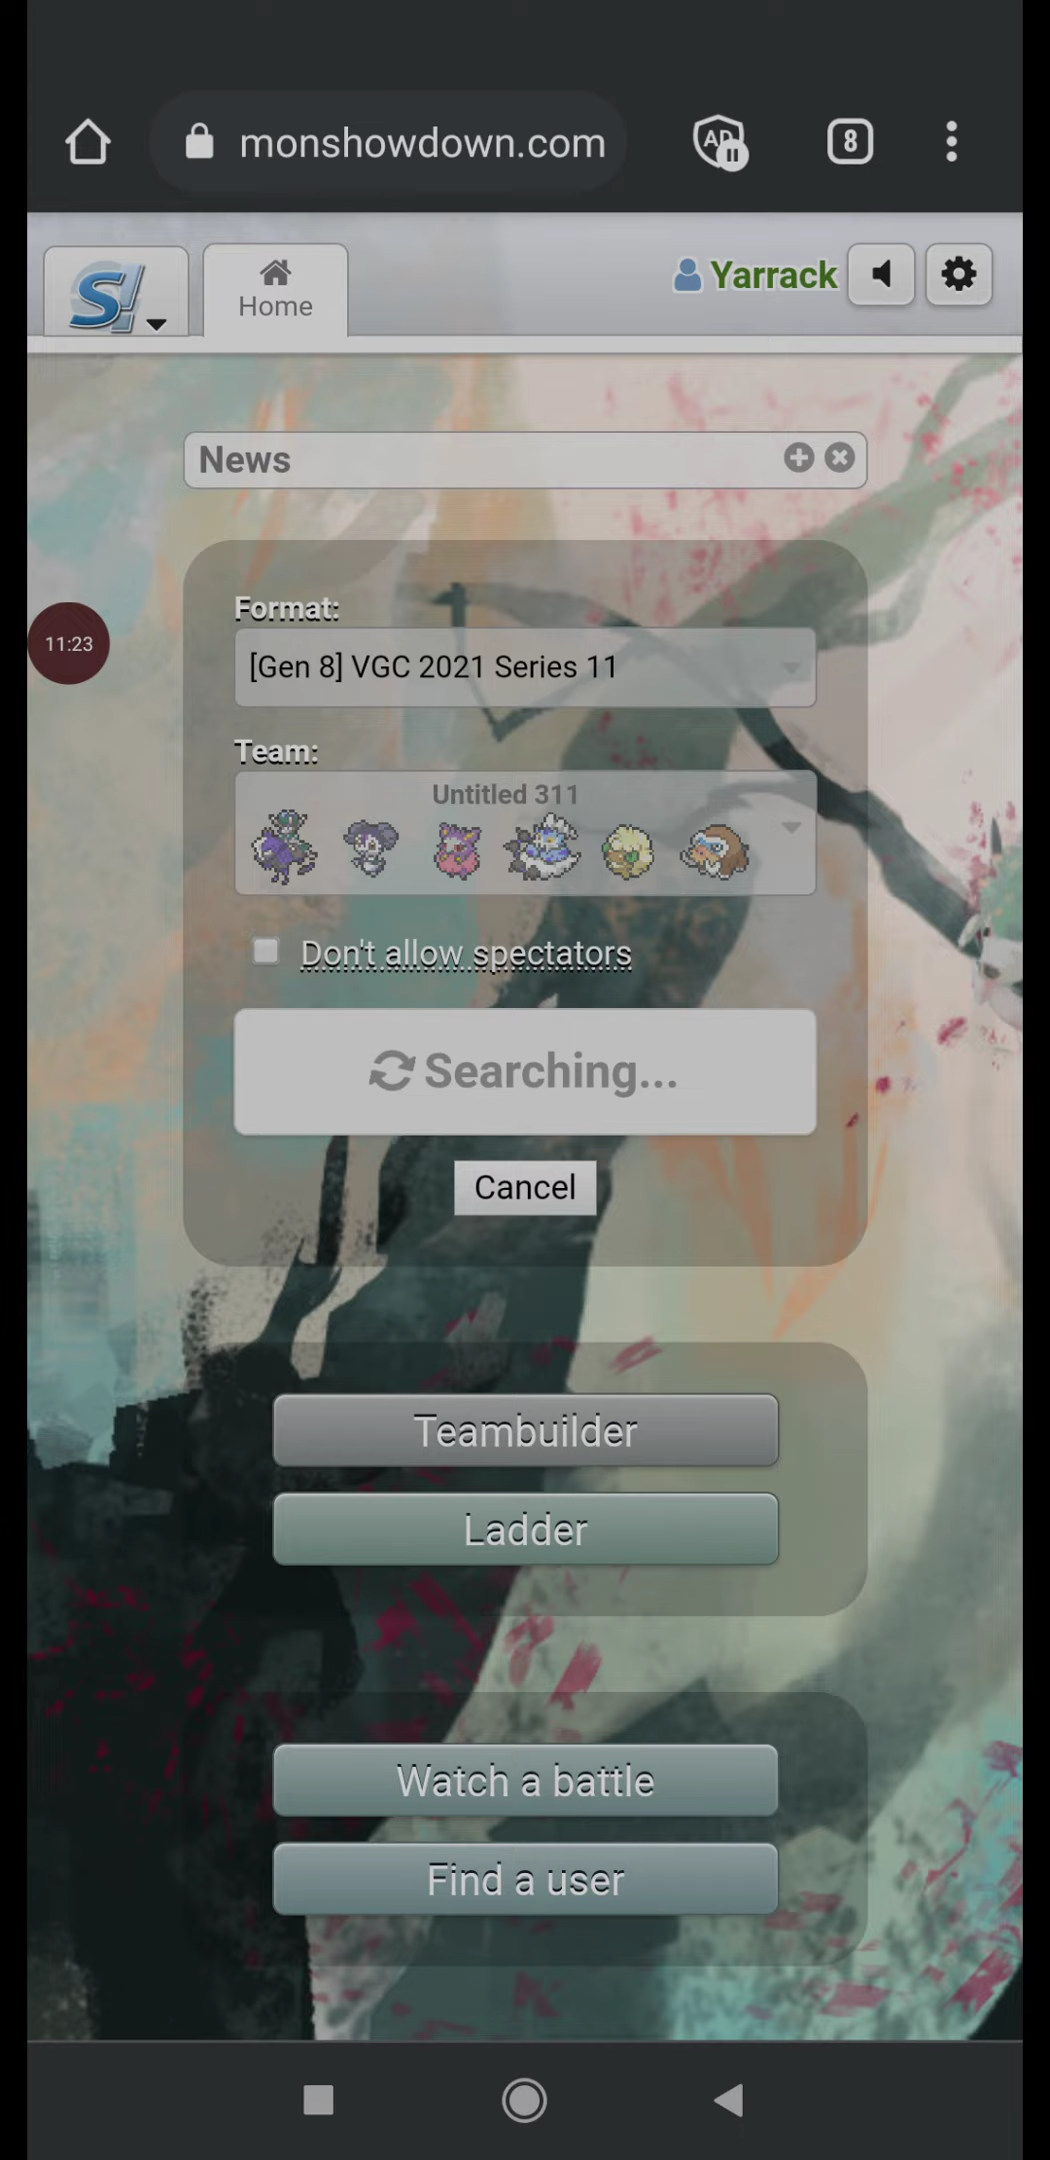 monshowdown.com
AD
8
S!
Home
Yarrack
News
11:23
Format:
[Gen 8] VGC 2021 Series 11
Team:
Untitled 311
Don't allow spectators
Searching...
Cancel
Teambuilder
Ladder
Watch a battle
Find a user